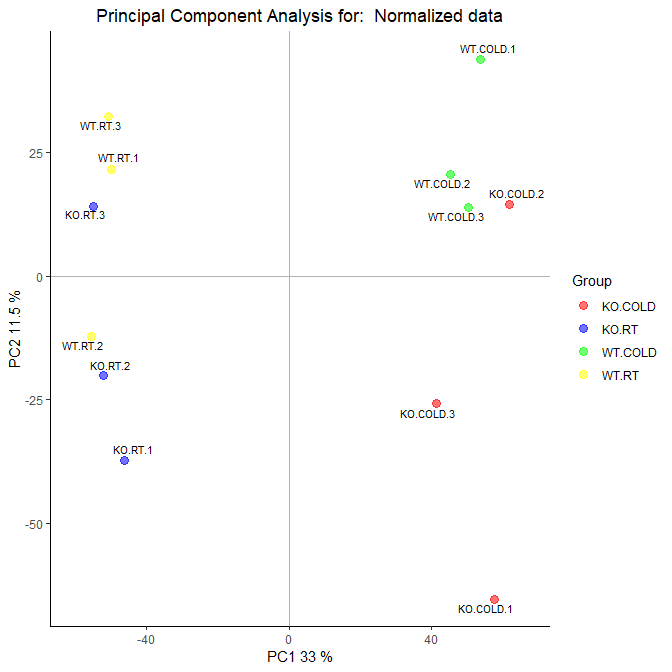 Principal Component Analysis for:  Normalized data
WT.COLD.1
WT.RT.3
WT.RT.1
25
WT.COLD.2
KO.COLD.2
KO.RT.3
WT.COLD.3
0
Group
KO.COLD
KO.RT
WT.COLD
WT.RT
PC2 11.5 %
WT.RT.2
KO.RT.2
-25
KO.COLD.3
KO.RT.1
-50
KO.COLD.1
-40
0
40
PC1 33 %